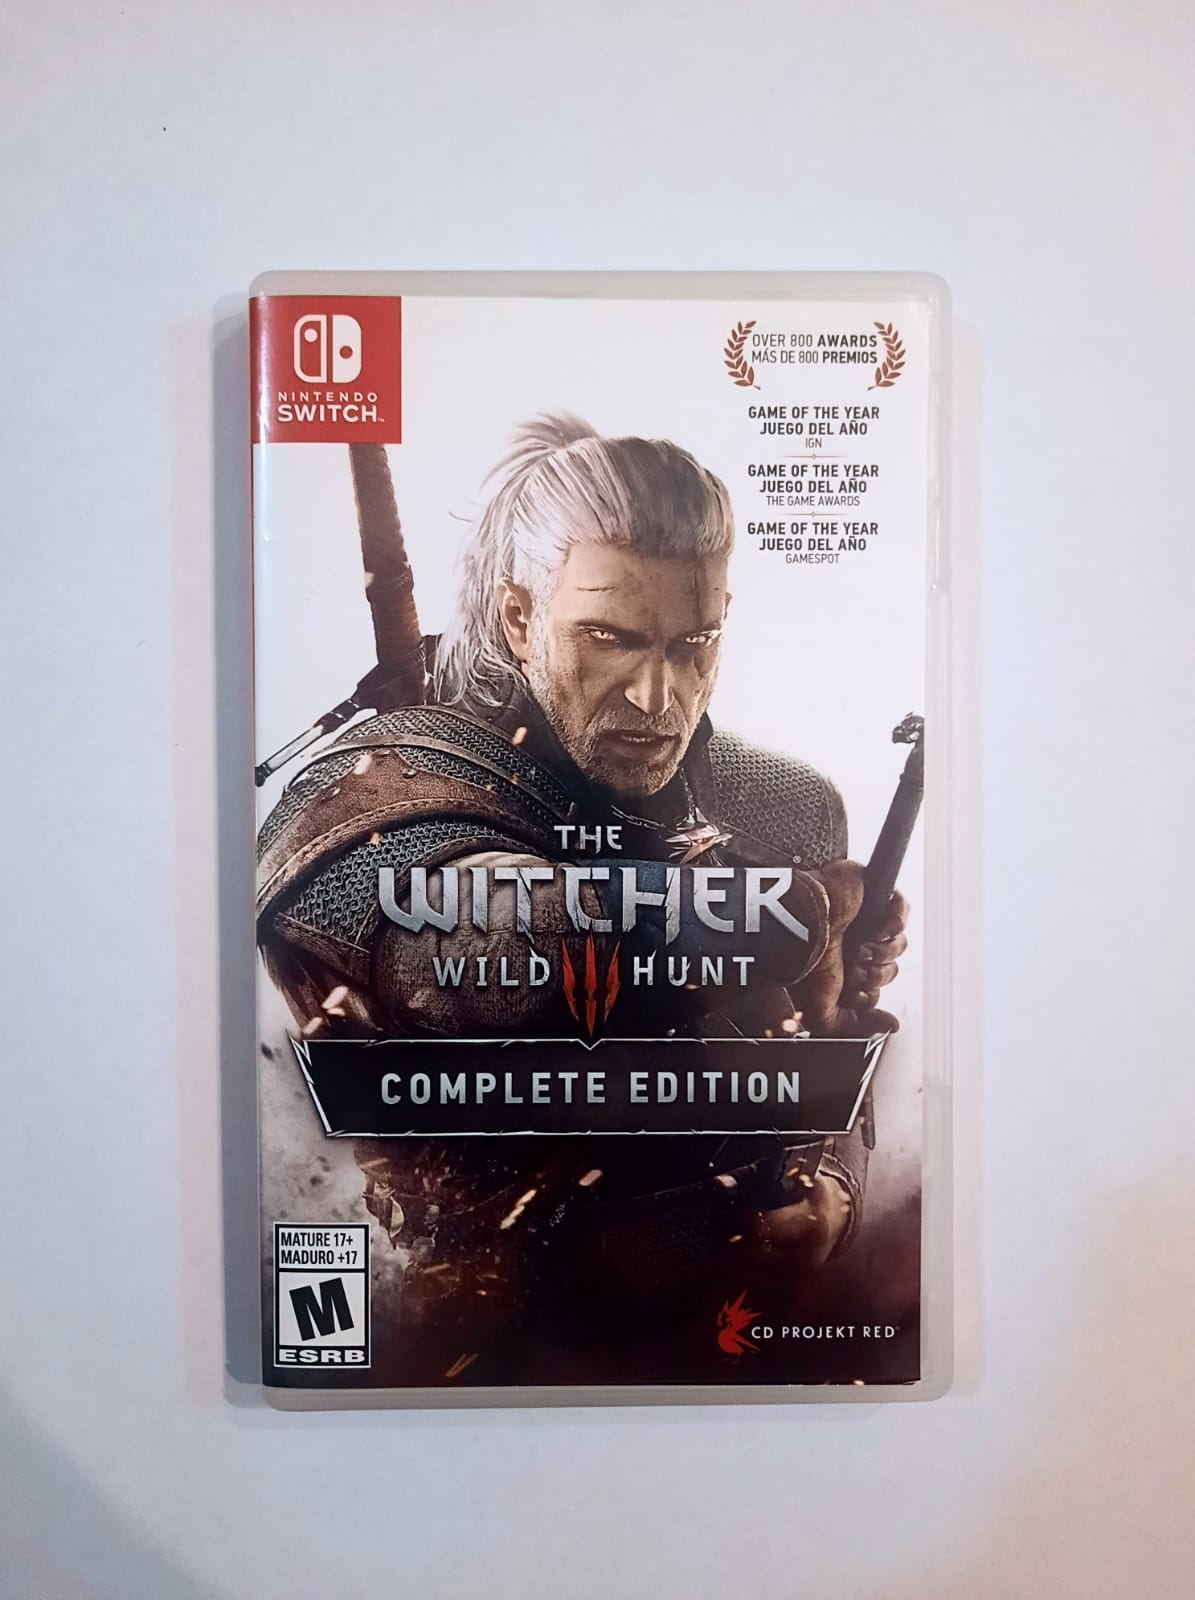 NINTENDO
SWITCH™
OVER 800 AWARDS
MÁS DE 800 PREMIOS
GAME OF THE YEAR
JUEGO DEL AÑO
IGN
GAME OF THE YEAR
JUEGO DEL AÑO
THE GAME AWARDS
GAME OF THE YEAR
JUEGO DEL AÑO
GAMESPOT
THE
WITCHER®
WILD III HUNT
COMPLETE EDITION
MATURE 17+
MADURO +17
M
ESRB
CD PROJEKT RED®